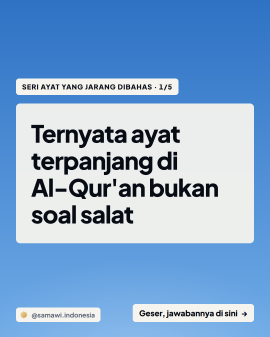 SERI AYAT YANG JARANG DIBAHAS · 1/5
Ternyata ayat
terpanjang di
Al-Qur'an bukan
soal salat
@samawi.indonesia
Geser, jawabannya di sini →